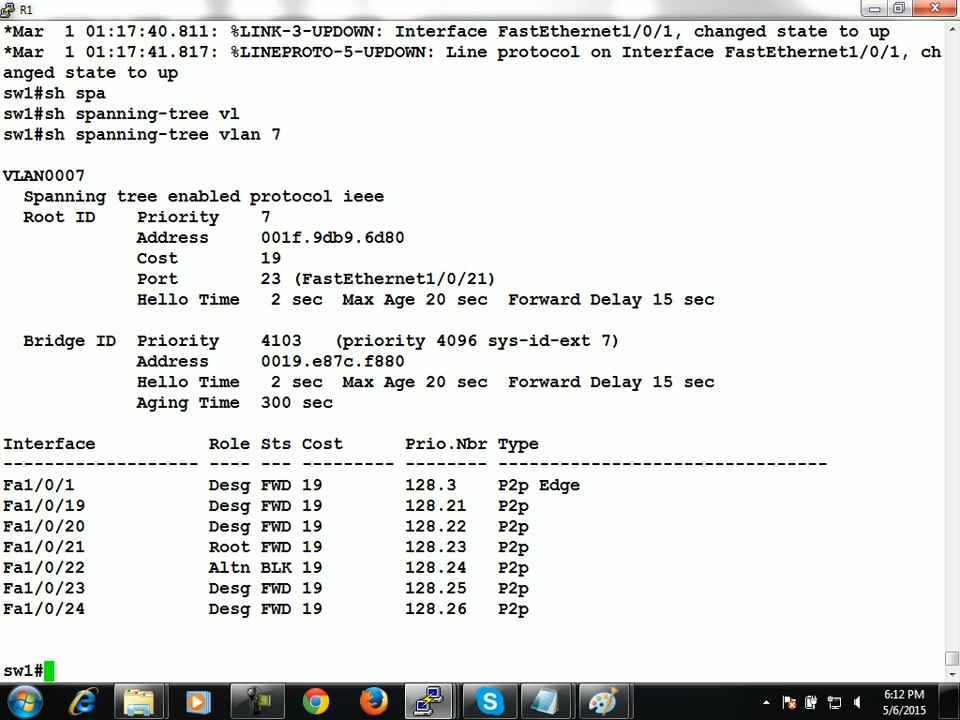 R1
*Mar  1 01:17:40.811: %LINK-3-UPDOWN: Interface FastEthernet1/0/1, changed state to up
*Mar  1 01:17:41.817: %LINEPROTO-5-UPDOWN: Line protocol on Interface FastEthernet1/0/1, ch
anged state to up
sw1#sh spa
sw1#sh spanning-tree vl
sw1#sh spanning-tree vlan 7
VLAN0007
  Spanning tree enabled protocol ieee
  Root ID    Priority    7
             Address     001f.9db9.6d80
             Cost        19
             Port        23 (FastEthernet1/0/21)
             Hello Time   2 sec  Max Age 20 sec  Forward Delay 15 sec
  Bridge ID  Priority    4103   (priority 4096 sys-id-ext 7)
             Address     0019.e87c.f880
             Hello Time   2 sec  Max Age 20 sec  Forward Delay 15 sec
             Aging Time  300 sec
Interface           Role Sts Cost      Prio.Nbr Type
------------------- ---- --- --------- -------- --------------------------------
Fa1/0/1             Desg FWD 19        128.3    P2p Edge
Fa1/0/19            Desg FWD 19        128.21   P2p
Fa1/0/20            Desg FWD 19        128.22   P2p
Fa1/0/21            Root FWD 19        128.23   P2p
Fa1/0/22            Altn BLK 19        128.24   P2p
Fa1/0/23            Desg FWD 19        128.25   P2p
Fa1/0/24            Desg FWD 19        128.26   P2p
sw1#
6:12 PM
5/6/2015